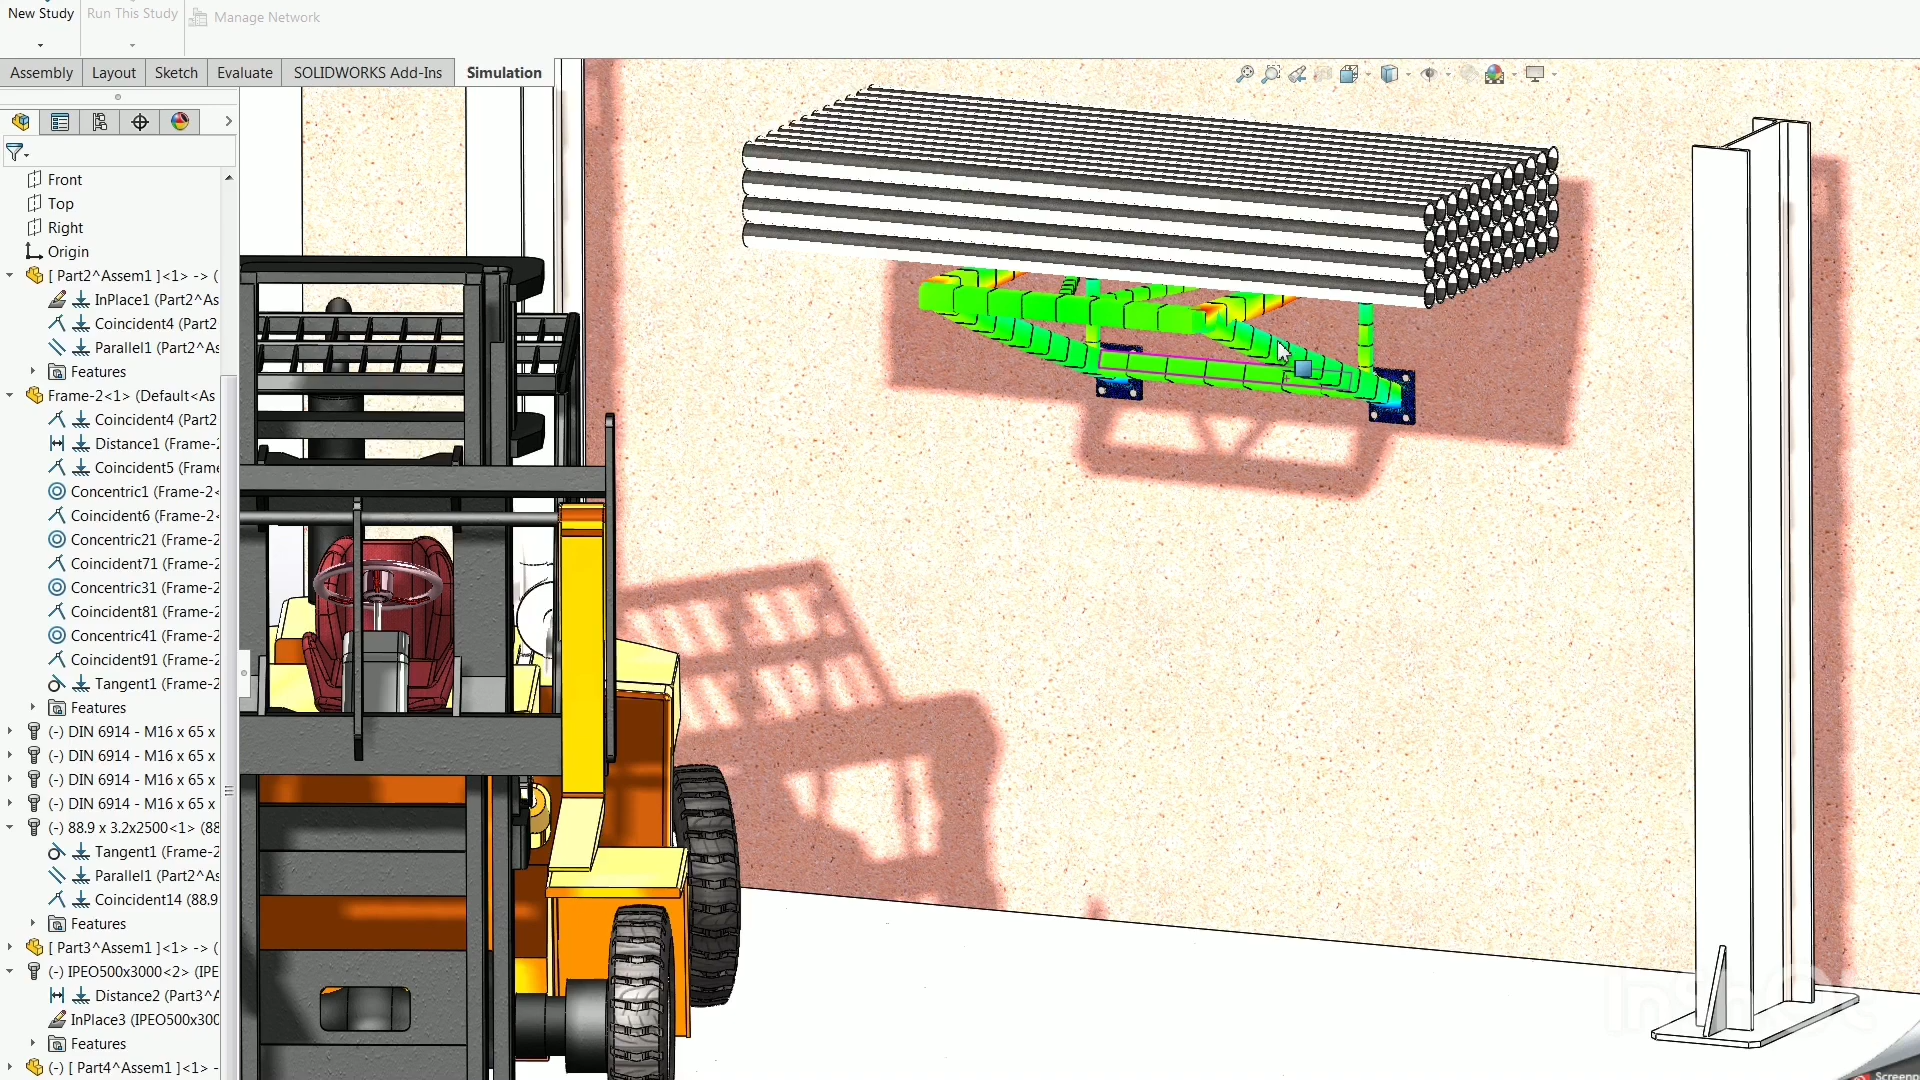 New Study
Run This Study
Manage Network
Assembly
Layout
Sketch
Evaluate
SOLIDWORKS Add-Ins
Simulation
Front
Top
Right
Origin
[ Part2^Assem1 ]<1> -> (
InPlace1 (Part2^As
Coincident4 (Part2
Parallel1 (Part2^As
Features
Frame-2<1> (Default<As
Coincident4 (Part2
Distance1 (Frame-2
Coincident5 (Frame
Concentric1 (Frame-2<
Coincident6 (Frame-2<
Concentric21 (Frame-2
Coincident71 (Frame-2
Concentric31 (Frame-2
Coincident81 (Frame-2
Concentric41 (Frame-2
Coincident91 (Frame-2
Tangent1 (Frame-2
Features
(-) DIN 6914 - M16 x 65 x
(-) DIN 6914 - M16 x 65 x
(-) DIN 6914 - M16 x 65 x
(-) DIN 6914 - M16 x 65 x
(-) 88.9 x 3.2x2500<1> (88
Tangent1 (Frame-2
Parallel1 (Part2^As
Coincident14 (88.9
Features
[ Part3^Assem1 ]<1> -> (
(-) IPEO500x3000<2> (IPE
Distance2 (Part3^A
InPlace3 (IPEO500x300
Features
(-) [ Part4^Assem1 ]<1> -
InShOt